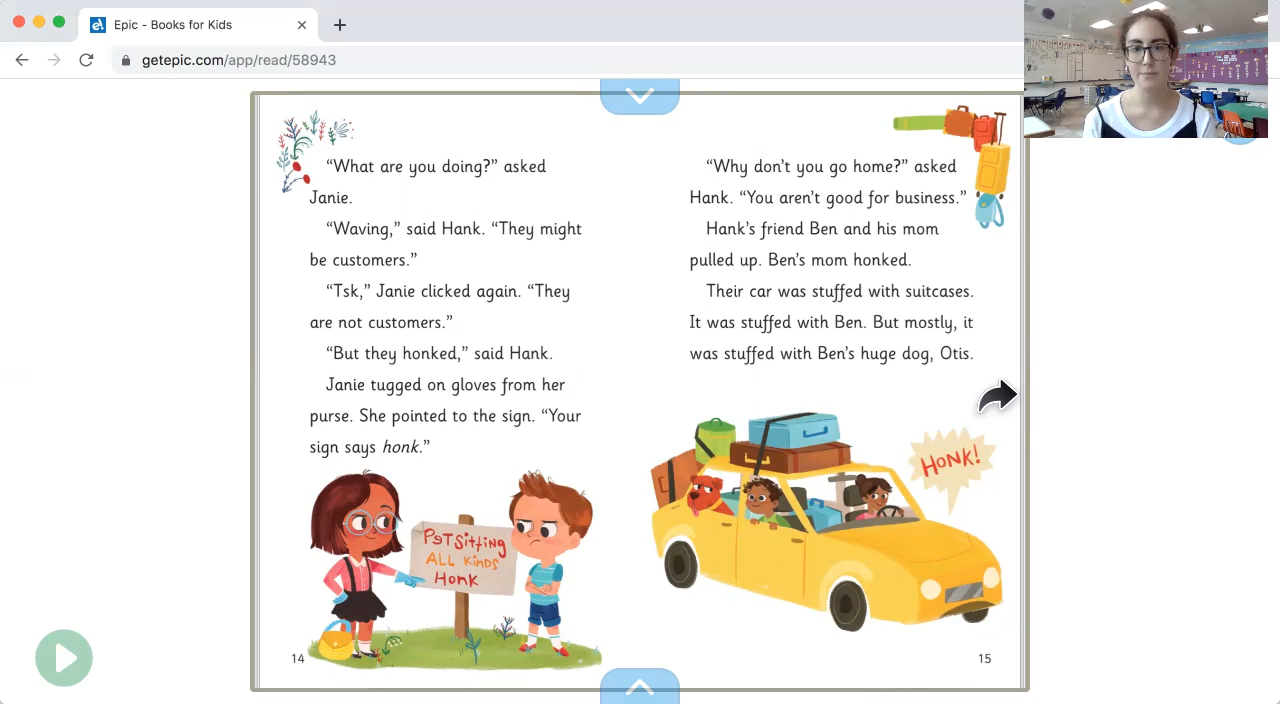 Epic - Books for Kids
getepic.com/app/read/58943
“What are you doing?” asked
Janie.
“Waving,” said Hank. “They might
be customers.”
“Tsk,” Janie clicked again. “They
are not customers.”
“But they honked,” said Hank.
Janie tugged on gloves from her
purse. She pointed to the sign. “Your
sign says honk.”
PETSitting
ALL KinDS
Honk
14
“Why don’t you go home?” asked
Hank. “You aren’t good for business.”
Hank’s friend Ben and his mom
pulled up. Ben’s mom honked.
Their car was stuffed with suitcases.
It was stuffed with Ben. But mostly, it
was stuffed with Ben’s huge dog, Otis.
HONK!
15